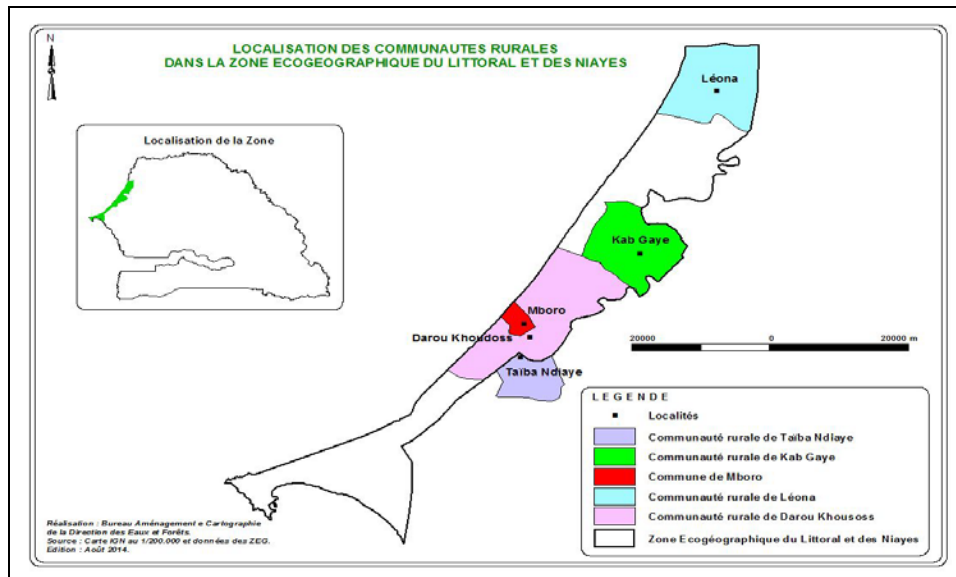 N
LOCALISATION DES COMMUNAUTES RURALES
DANS LA ZONE ECOGEOGRAPHIQUE DU LITTORAL ET DES NIAYES
Localisation de la Zone
Léona
Kab Gaye
Mboro
Darou Khoudoss
Taïba Ndiaye
20000 0 20000 m
LEGENDE
Localités
Communauté rurale de Taïba Ndiaye
Communauté rurale de Kab Gaye
Commune de Mboro
Communauté rurale de Léona
Communauté rurale de Darou Khousoss
Zone Ecogéographique du Littoral et des Niayes
Réalisation : Bureau Aménagement e Cartographie
de la Direction des Eaux et Forêts.
Source : Carte IGN au 1/200.000 et données des ZEG.
Edition : Août 2014.